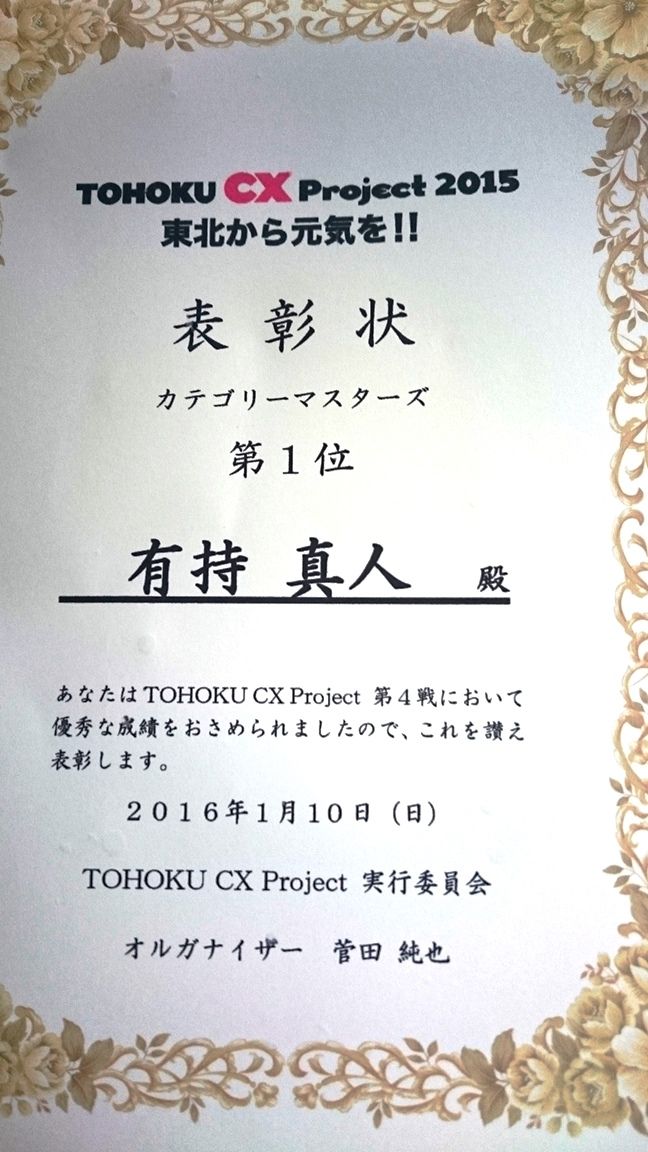 TOHOKU CX Project 2015
東北から元気を!!
表彰状
カテゴリーマスターズ
第1位
有持 真人 殿
あなたはTOHOKU CX Project 第4戦において
優秀な成績をおさめられましたので、これを讃え
表彰します。
2016年1月10日（日）
TOHOKU CX Project 実行委員会
オルガナイザー 菅田 純也